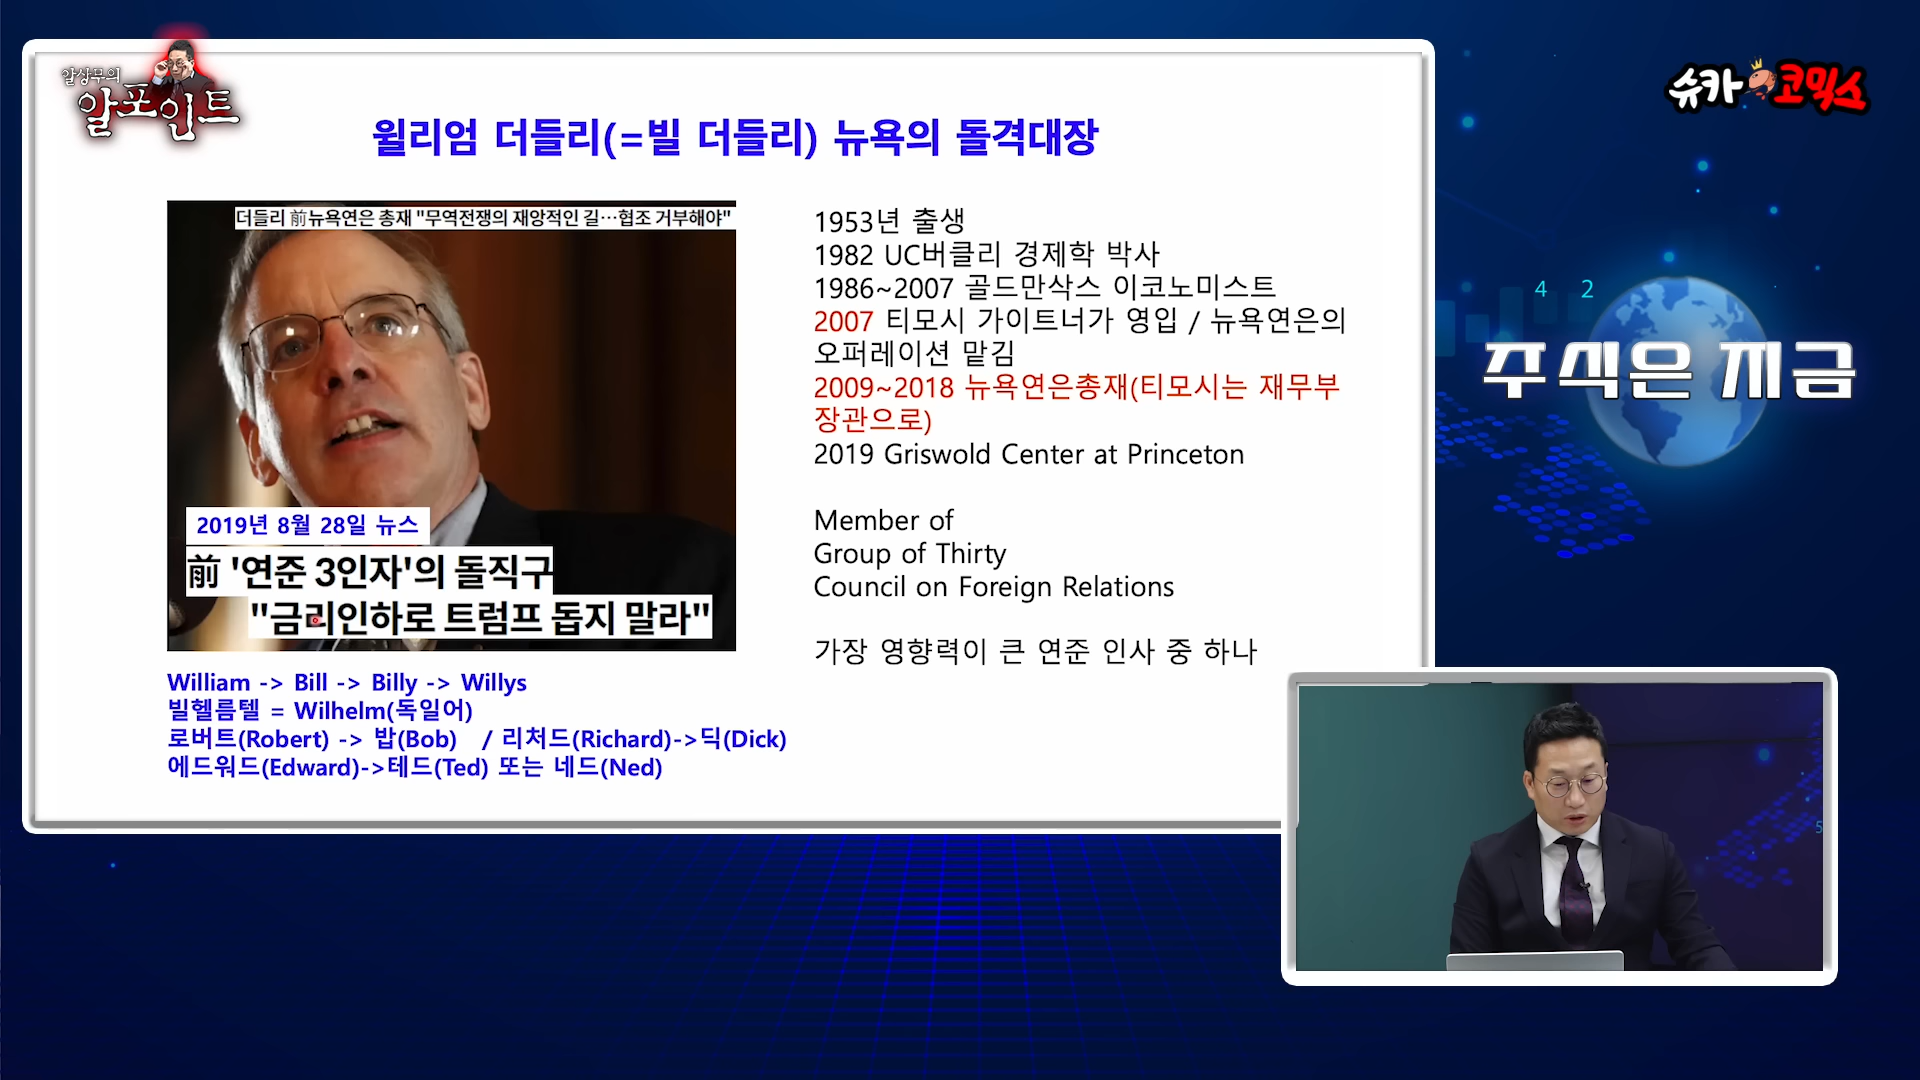 알상무의
알포인트
슈카코믹스
윌리엄 더들리(=빌 더들리) 뉴욕의 돌격대장
더들리 前뉴욕연은 총재 "무역전쟁의 재앙적인 길…협조 거부해야"
2019년 8월 28일 뉴스
前 '연준 3인자'의 돌직구
"금리인하로 트럼프 돕지 말라"
William -> Bill -> Billy -> Willys
빌헬름텔 = Wilhelm(독일어)
로버트(Robert) -> 밥(Bob) / 리처드(Richard)->딕(Dick)
에드워드(Edward)->테드(Ted) 또는 네드(Ned)
1953년 출생
1982 UC버클리 경제학 박사
1986~2007 골드만삭스 이코노미스트
2007 티모시 가이트너가 영입 / 뉴욕연은의
오퍼레이션 맡김
2009~2018 뉴욕연은총재(티모시는 재무부
장관으로)
2019 Griswold Center at Princeton
Member of
Group of Thirty
Council on Foreign Relations
가장 영향력이 큰 연준 인사 중 하나
4 2
주식은 지금
5